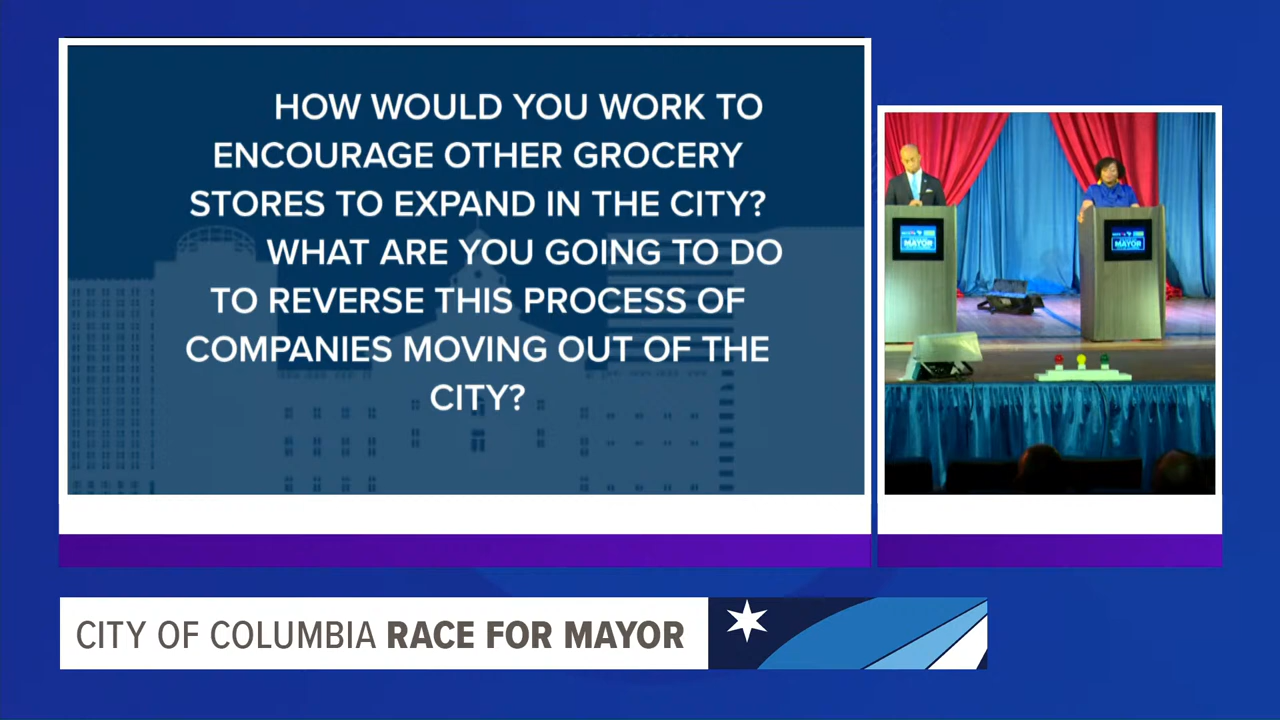 HOW WOULD YOU WORK TO
ENCOURAGE OTHER GROCERY
STORES TO EXPAND IN THE CITY?
WHAT ARE YOU GOING TO DO
TO REVERSE THIS PROCESS OF
COMPANIES MOVING OUT OF THE
CITY?
MAYOR
MAYOR
CITY OF COLUMBIA RACE FOR MAYOR